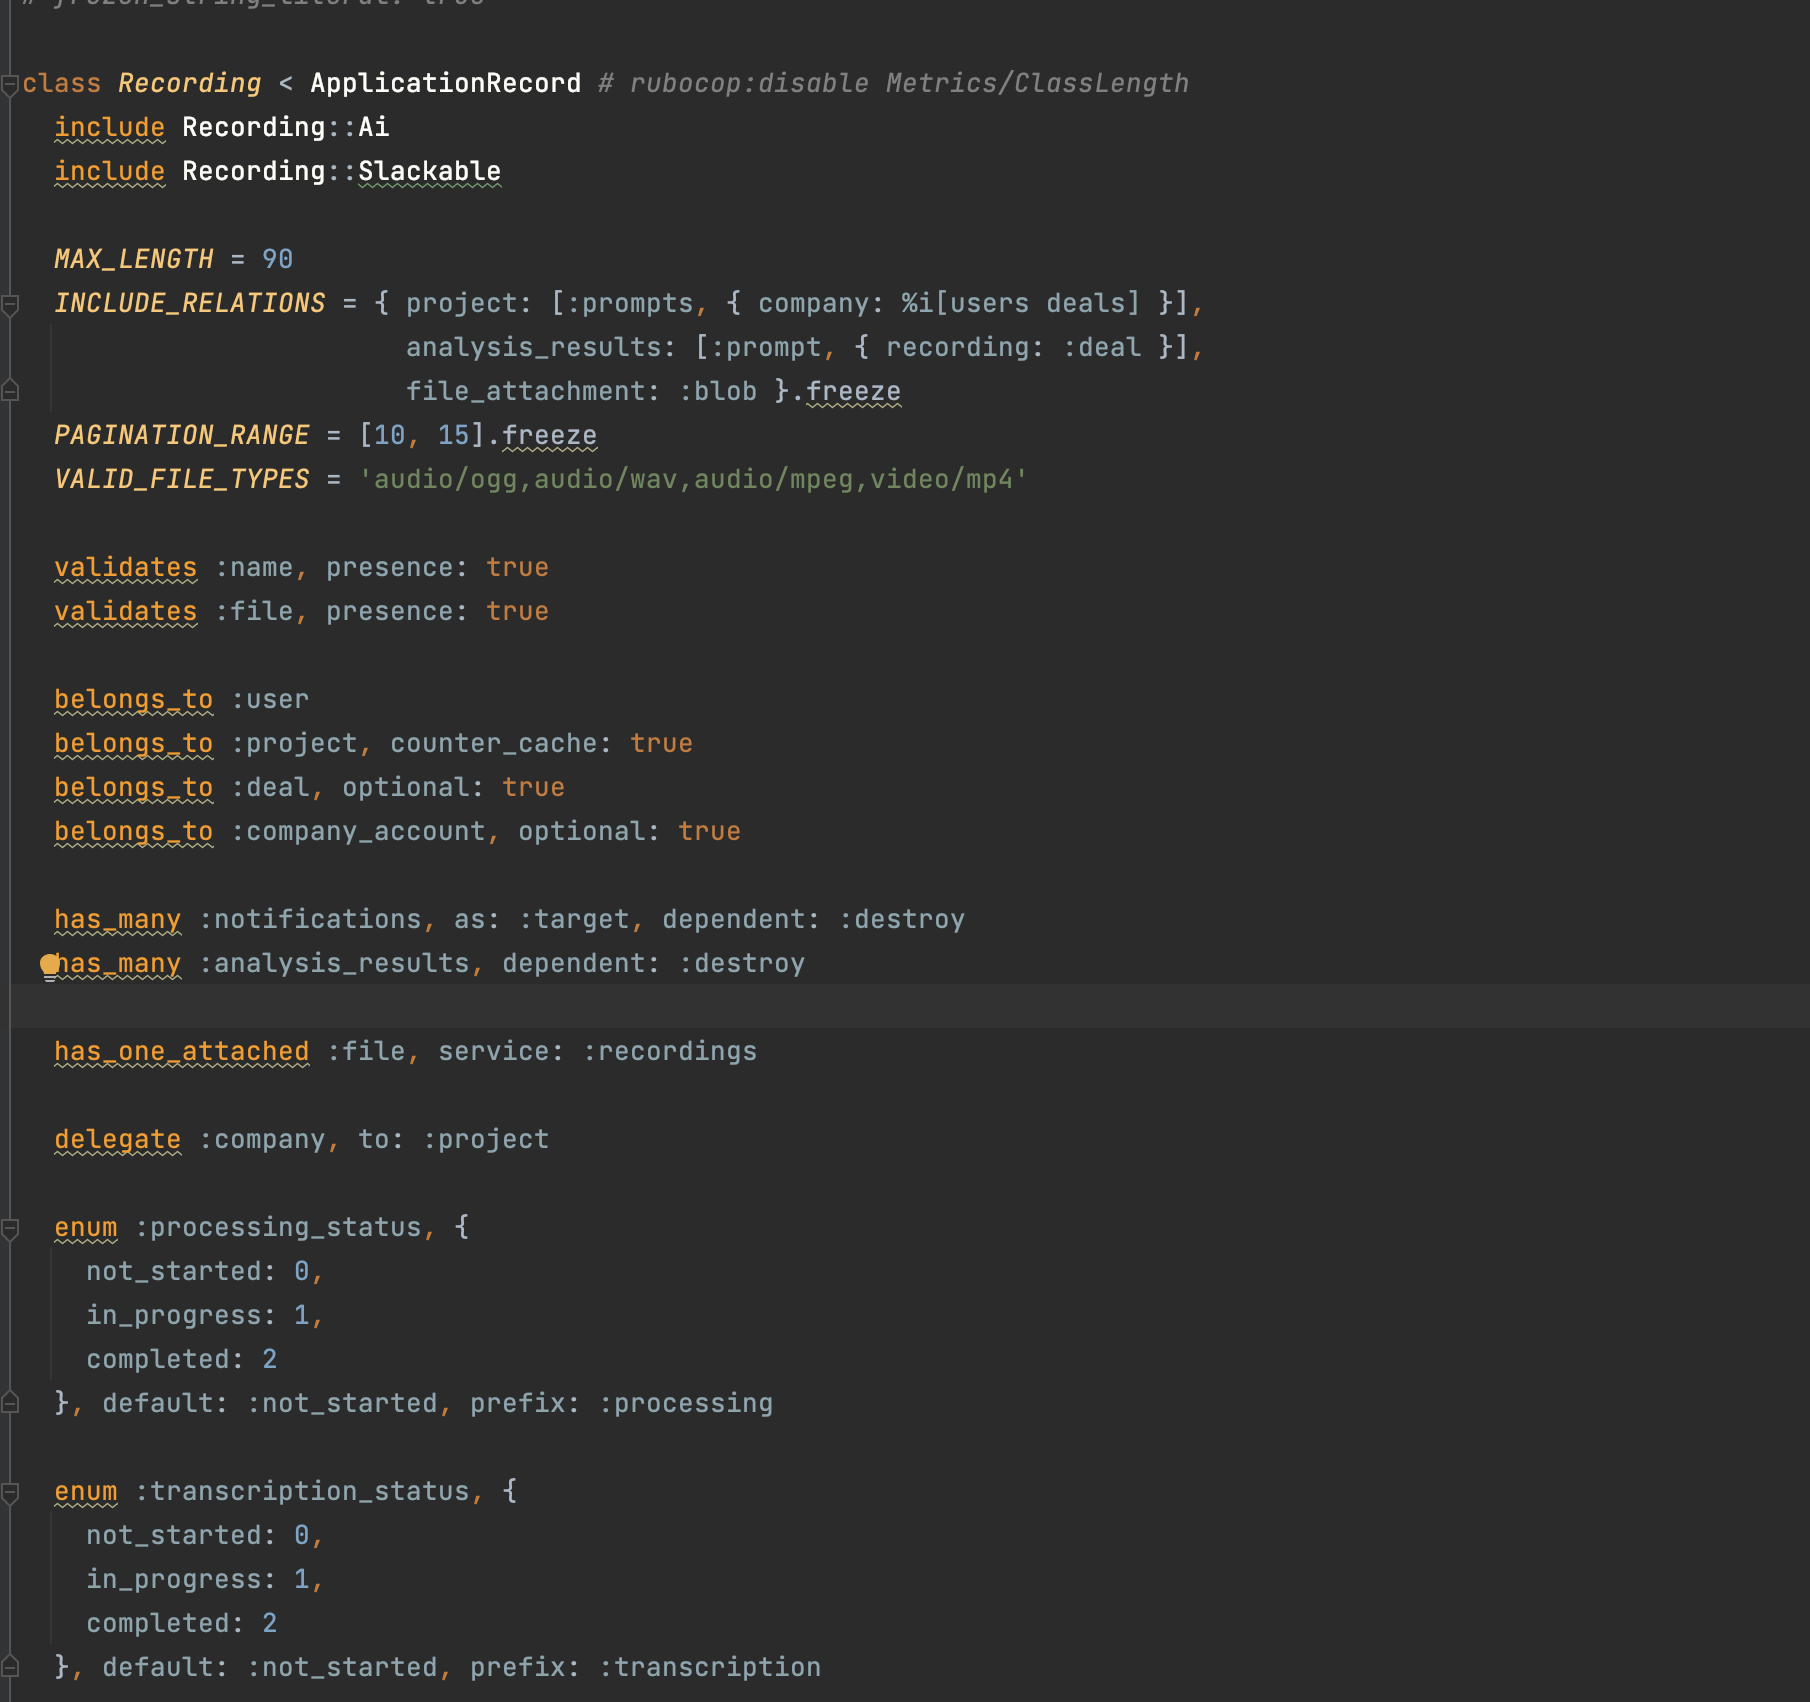 # frozen_string_literal: true
class Recording < ApplicationRecord # rubocop:disable Metrics/ClassLength
  include Recording::Ai
  include Recording::Slackable
  MAX_LENGTH = 90
  INCLUDE_RELATIONS = { project: [:prompts, { company: %i[users deals] }],
                        analysis_results: [:prompt, { recording: :deal }],
                        file_attachment: :blob }.freeze
  PAGINATION_RANGE = [10, 15].freeze
  VALID_FILE_TYPES = 'audio/ogg,audio/wav,audio/mpeg,video/mp4'
  validates :name, presence: true
  validates :file, presence: true
  belongs_to :user
  belongs_to :project, counter_cache: true
  belongs_to :deal, optional: true
  belongs_to :company_account, optional: true
  has_many :notifications, as: :target, dependent: :destroy
  has_many :analysis_results, dependent: :destroy
  has_one_attached :file, service: :recordings
  delegate :company, to: :project
  enum :processing_status, {
    not_started: 0,
    in_progress: 1,
    completed: 2
  }, default: :not_started, prefix: :processing
  enum :transcription_status, {
    not_started: 0,
    in_progress: 1,
    completed: 2
  }, default: :not_started, prefix: :transcription